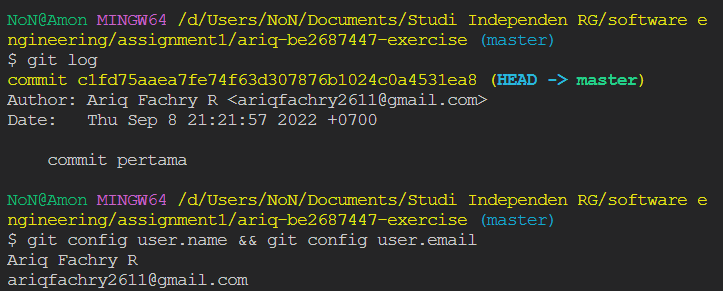 NoN@Amon MINGW64 /d/Users/NoN/Documents/Studi Independen RG/software e
ngineering/assignment1/ariq-be2687447-exercise (master)
$ git log
commit c1fd75aaea7fe74f63d307876b1024c0a4531ea8 (HEAD -> master)
Author: Ariq Fachry R <ariqfachry2611@gmail.com>
Date:   Thu Sep 8 21:21:57 2022 +0700

    commit pertama

NoN@Amon MINGW64 /d/Users/NoN/Documents/Studi Independen RG/software e
ngineering/assignment1/ariq-be2687447-exercise (master)
$ git config user.name && git config user.email
Ariq Fachry R
ariqfachry2611@gmail.com